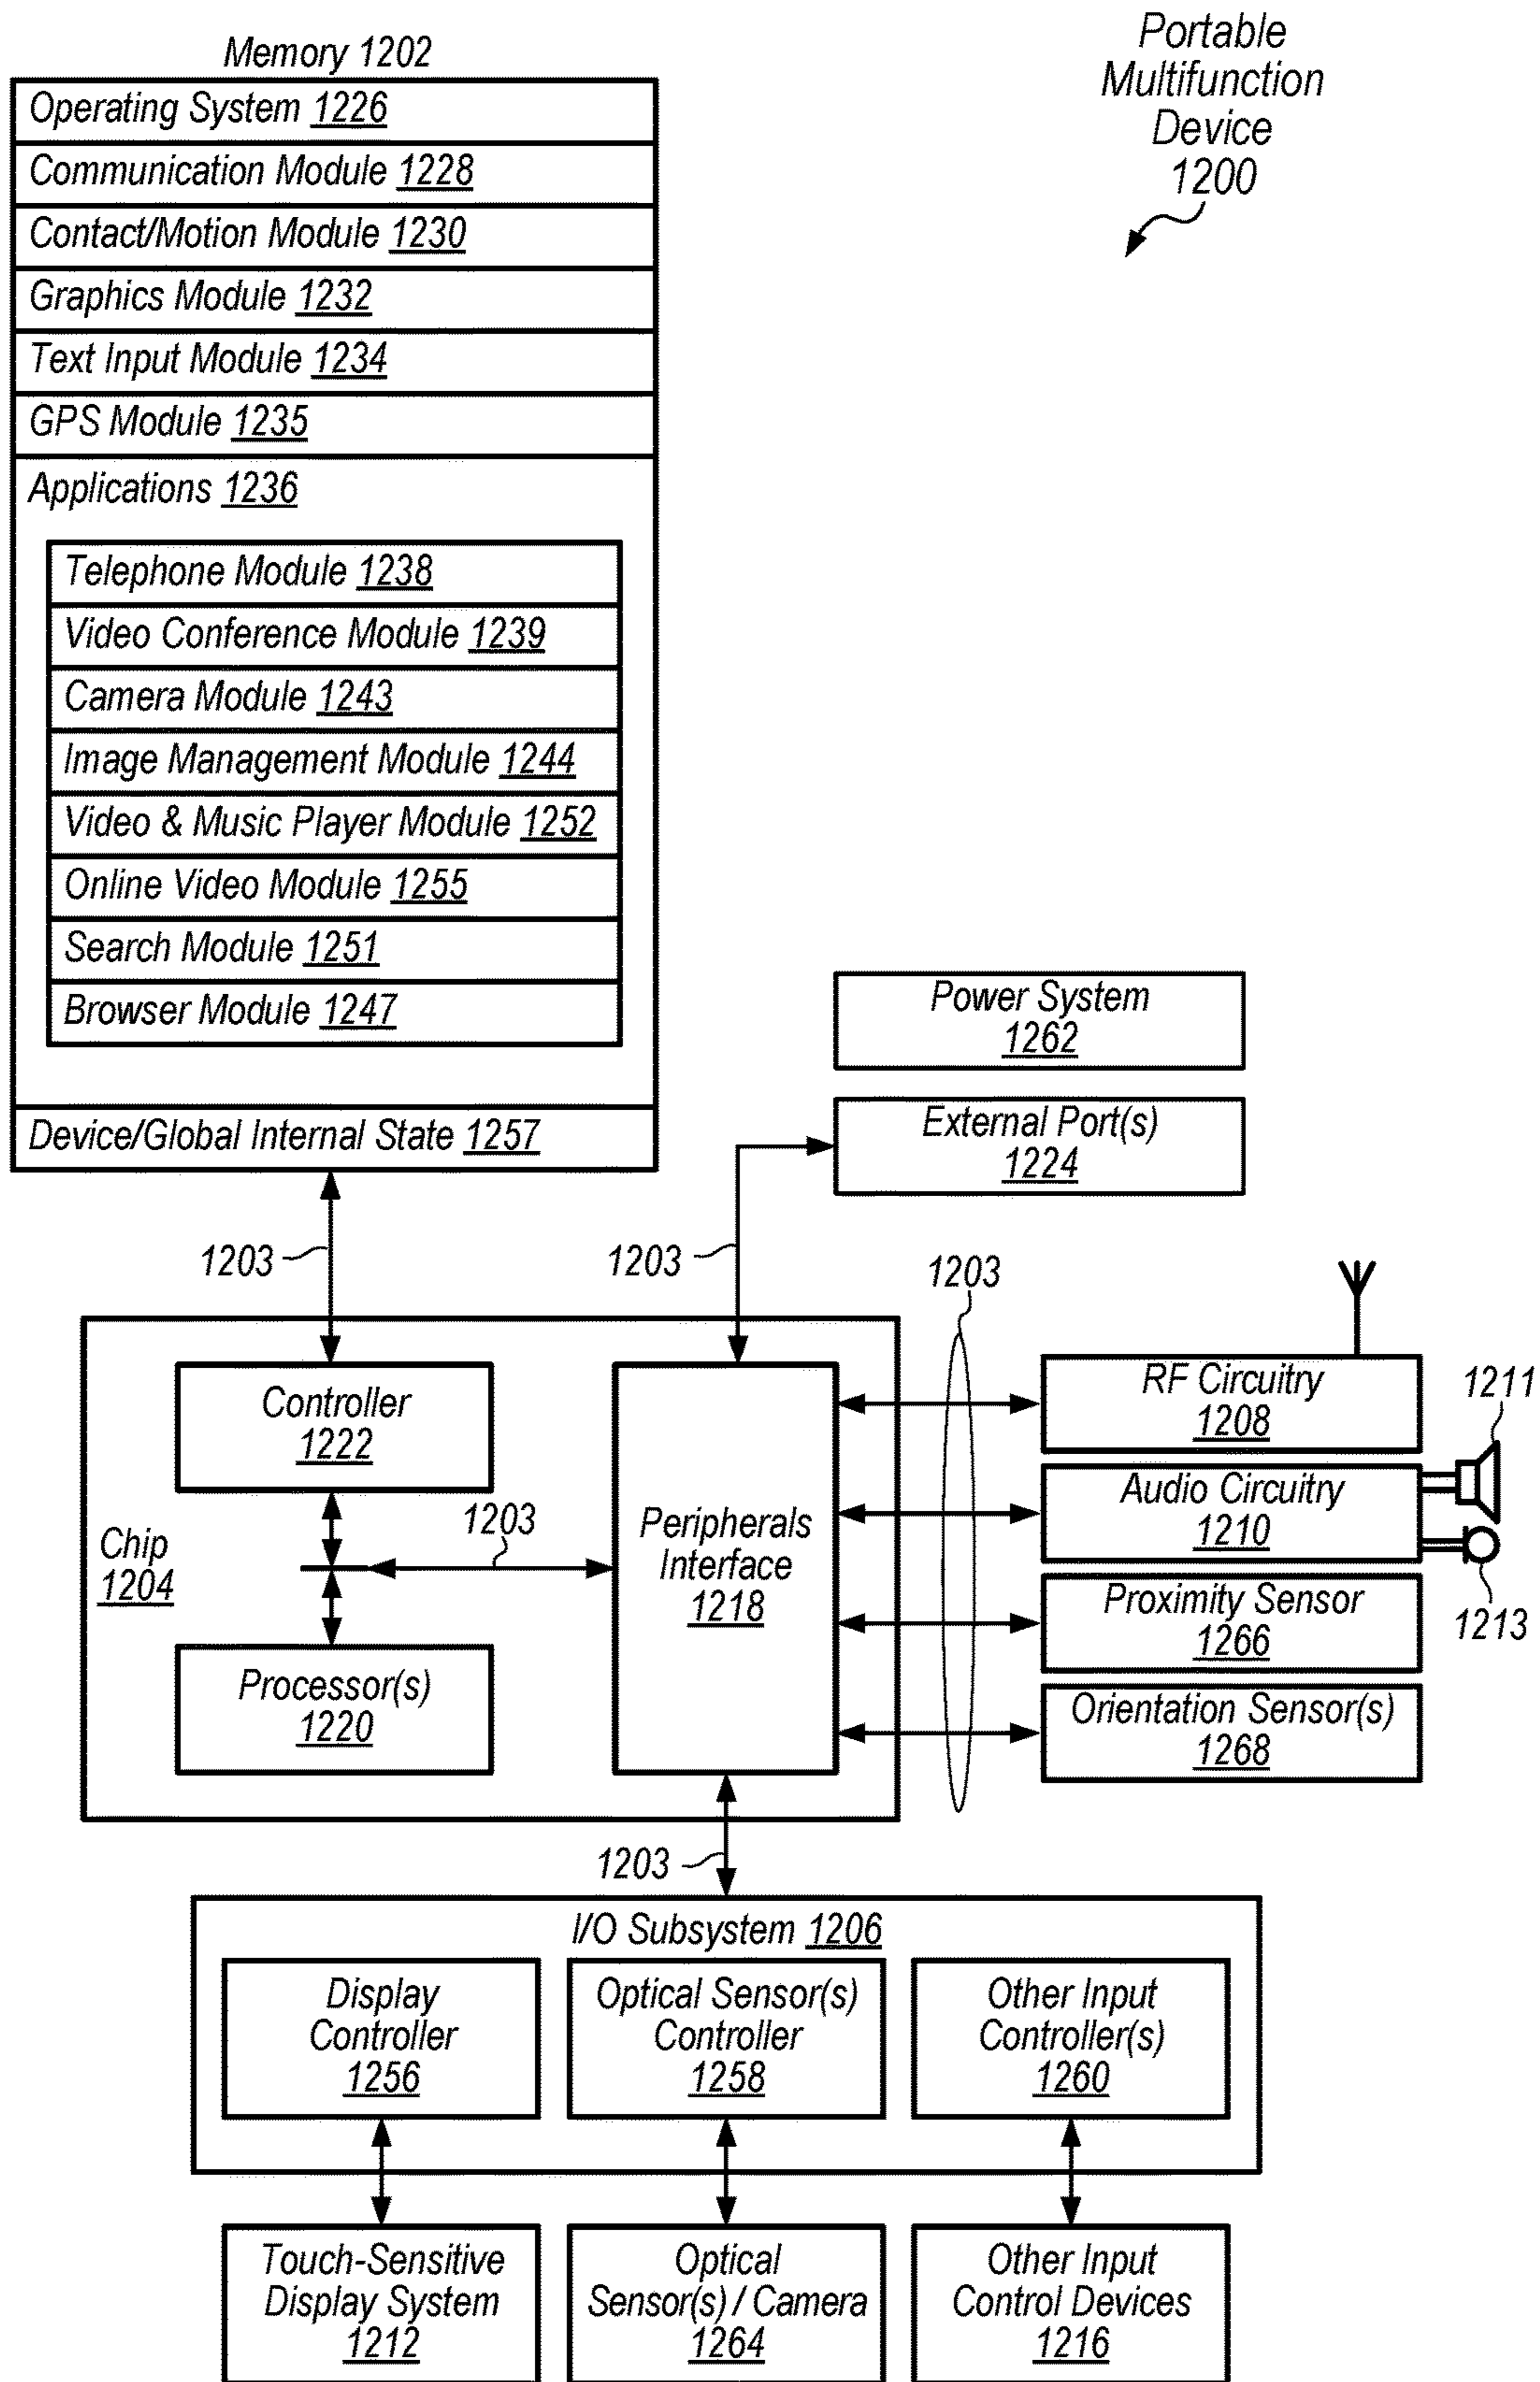 Portable
Multifunction
Device
1200
Memory 1202
Operating System 1226
Communication Module 1228
Contact/Motion Module 1230
Graphics Module 1232
Text Input Module 1234
GPS Module 1235
Applications 1236
Telephone Module 1238
Video Conference Module 1239
Camera Module 1243
Image Management Module 1244
Video & Music Player Module 1252
Online Video Module 1255
Search Module 1251
Browser Module 1247
Device/Global Internal State 1257
Power System
1262
External Port(s)
1224
1203
1203
1203
Chip
1204
Controller
1222
1203
Processor(s)
1220
Peripherals
Interface
1218
RF Circuitry
1208
1211
Audio Circuitry
1210
1213
Proximity Sensor
1266
Orientation Sensor(s)
1268
1203
I/O Subsystem 1206
Display
Controller
1256
Optical Sensor(s)
Controller
1258
Other Input
Controller(s)
1260
Touch-Sensitive
Display System
1212
Optical
Sensor(s) / Camera
1264
Other Input
Control Devices
1216